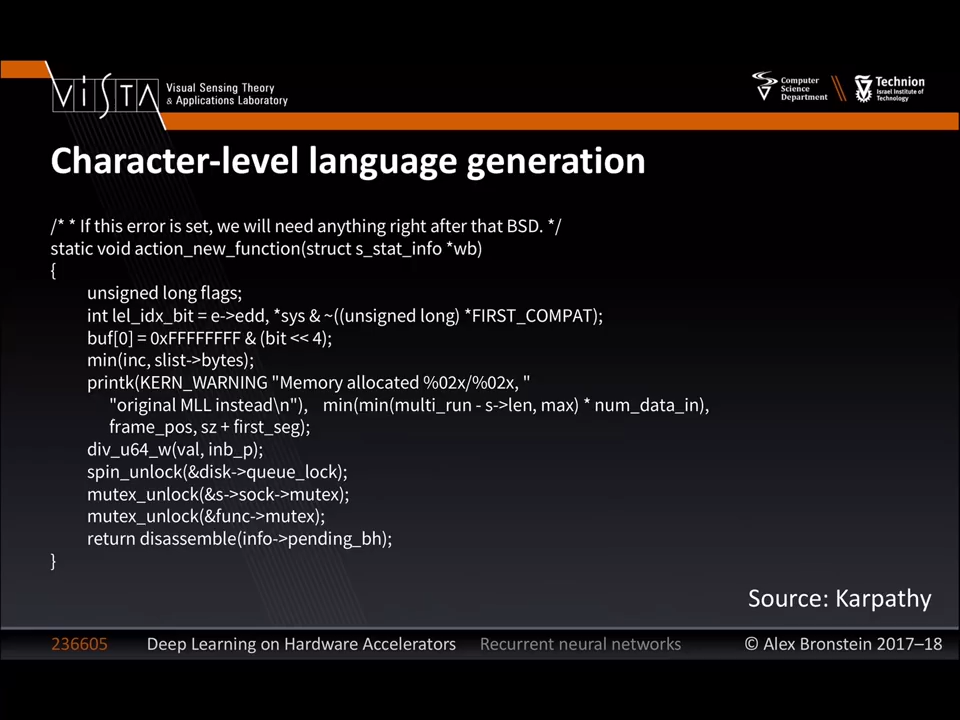 VISTA Visual Sensing Theory & Applications Laboratory
Computer Science Department
Technion Israel Institute of Technology
Character-level language generation
/* * If this error is set, we will need anything right after that BSD. */
static void action_new_function(struct s_stat_info *wb)
{
unsigned long flags;
int lel_idx_bit = e->edd, *sys & ~((unsigned long) *FIRST_COMPAT);
buf[0] = 0xFFFFFFFF & (bit << 4);
min(inc, slist->bytes);
printk(KERN_WARNING "Memory allocated %02x/%02x, "
"original MLL instead\n"), min(min(multi_run - s->len, max) * num_data_in),
frame_pos, sz + first_seg);
div_u64_w(val, inb_p);
spin_unlock(&disk->queue_lock);
mutex_unlock(&s->sock->mutex);
mutex_unlock(&func->mutex);
return disassemble(info->pending_bh);
}
Source: Karpathy
236605 Deep Learning on Hardware Accelerators Recurrent neural networks © Alex Bronstein 2017–18